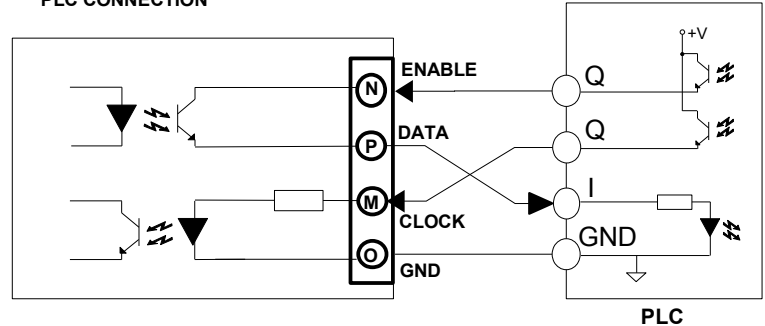 PLC CONNECTION
+V
N
ENABLE
Q
P
DATA
Q
M
CLOCK
I
O
GND
GND
PLC